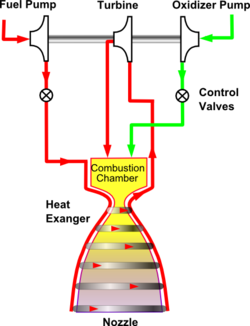 Fuel Pump
Turbine
Oxidizer Pump
Control
Valves
Combustion
Chamber
Heat
Exanger
Nozzle